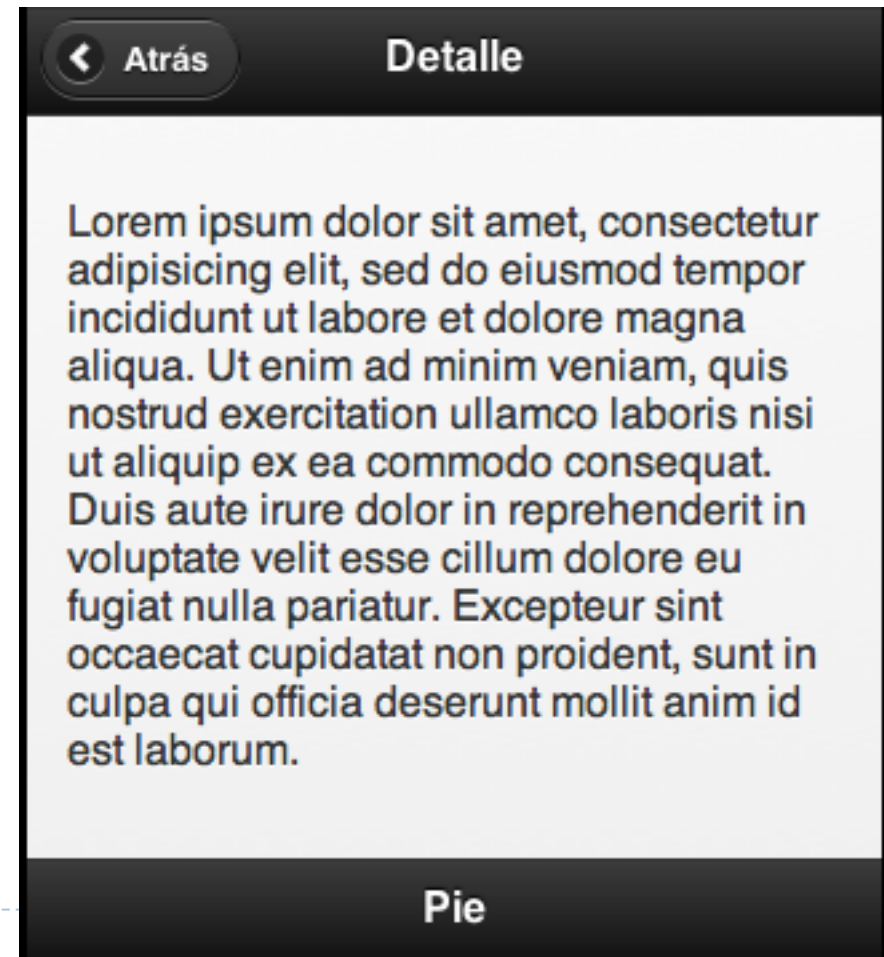 Atrás Detalle
Lorem ipsum dolor sit amet, consectetur
adipisicing elit, sed do eiusmod tempor
incididunt ut labore et dolore magna
aliqua. Ut enim ad minim veniam, quis
nostrud exercitation ullamco laboris nisi
ut aliquip ex ea commodo consequat.
Duis aute irure dolor in reprehenderit in
voluptate velit esse cillum dolore eu
fugiat nulla pariatur. Excepteur sint
occaecat cupidatat non proident, sunt in
culpa qui officia deserunt mollit anim id
est laborum.
Pie